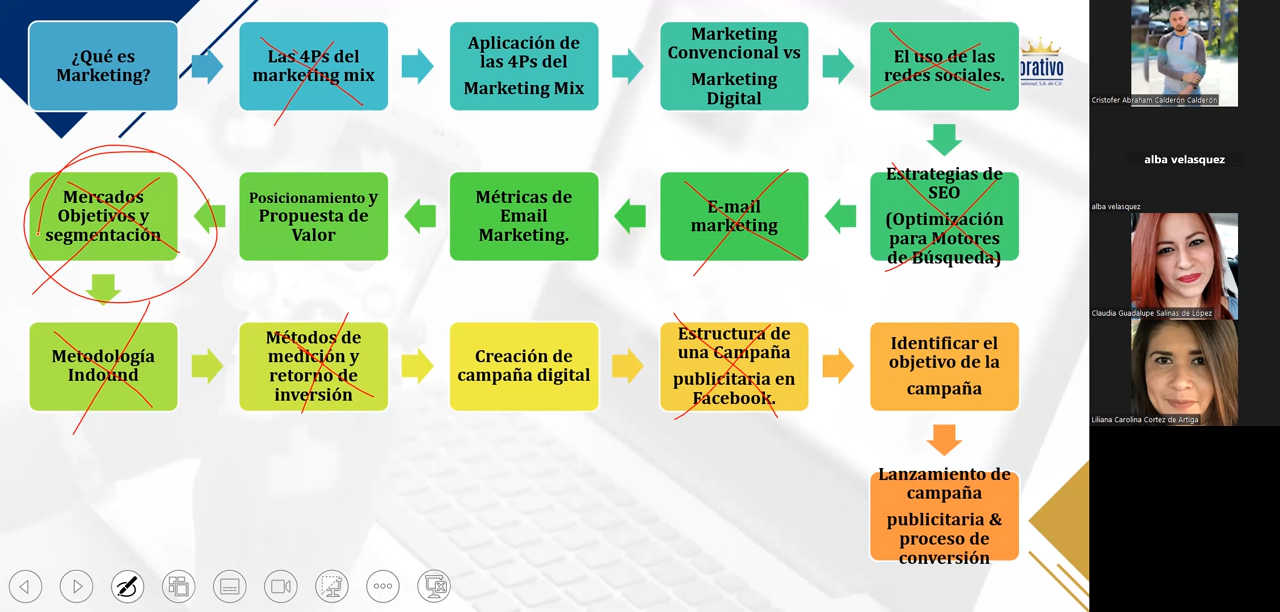 ¿Qué es
Marketing?
Las 4Ps del
marketing mix
Aplicación de
las 4Ps del
Marketing Mix
Marketing
Convencional vs
Marketing
Digital
El uso de las
redes sociales.
Mercados
Objetivos y
segmentación
Posicionamiento y
Propuesta de
Valor
Métricas de
Email
Marketing.
E-mail
marketing
Estrategias de
SEO
(Optimización
para Motores
de Búsqueda)
Metodología
Indound
Métodos de
medición y
retorno de
inversión
Creación de
campaña digital
Estructura de
una Campaña
publicitaria en
Facebook.
Identificar el
objetivo de la
campaña
Lanzamiento de
campaña
publicitaria &
proceso de
conversión
Cristofer Abraham Calderón Calderón
alba velasquez
alba velasquez
Claudia Guadalupe Salinas de López
Liliana Carolina Cortez de Artiga